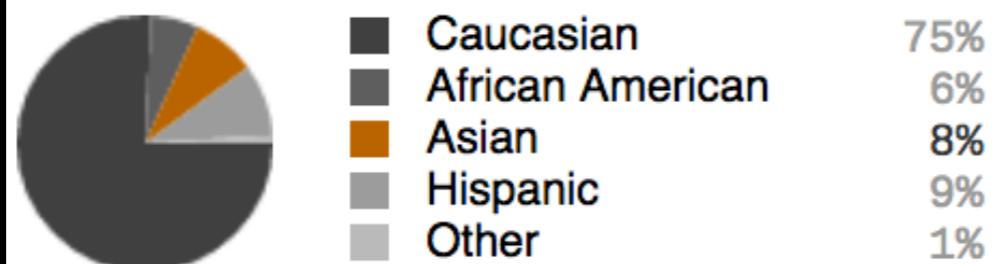 Caucasian 75%
African American 6%
Asian 8%
Hispanic 9%
Other 1%